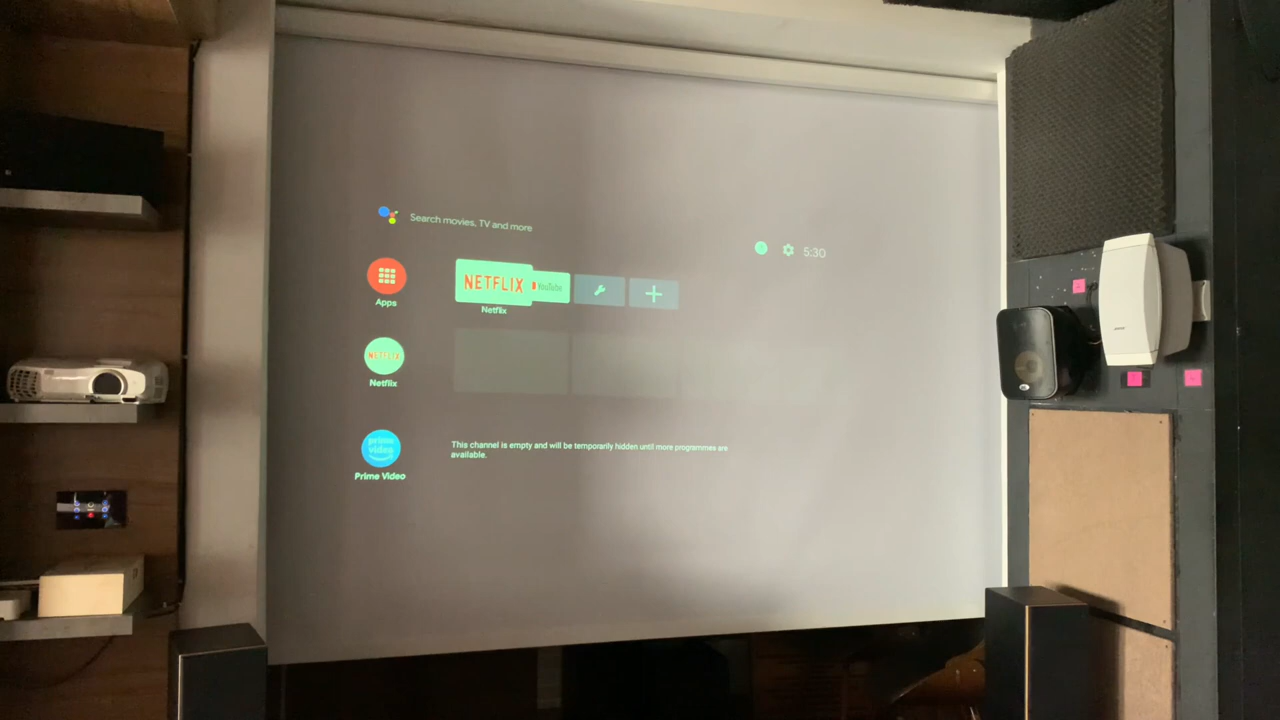 Search movies, TV and more
5:30
NETFLIX
YouTube
Apps
Netflix
NETFLIX
Netflix
prime video
Prime Video
This channel is empty and will be temporarily hidden until more programmes are
available.